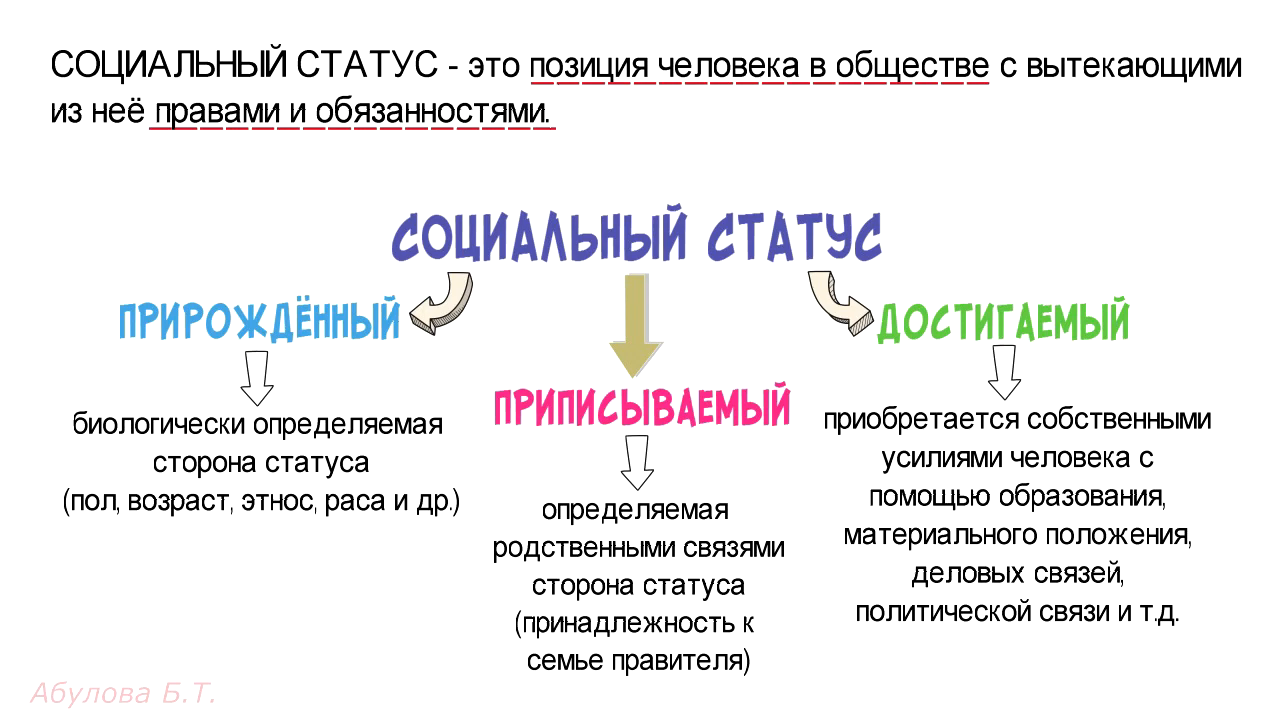 СОЦИАЛЬНЫЙ СТАТУС - это позиция человека в обществе с вытекающими
из неё правами и обязанностями.
СОЦИАЛЬНЫЙ СТАТУС
ПРИРОЖДЁННЫЙ
биологически определяемая
сторона статуса
(пол, возраст, этнос, раса и др.)
ПРИПИСЫВАЕМЫЙ
определяемая
родственными связями
сторона статуса
(принадлежность к
семье правителя)
ДОСТИГАЕМЫЙ
приобретается собственными
усилиями человека с
помощью образования,
материального положения,
деловых связей,
политической связи и т.д.
Абулова Б.Т.